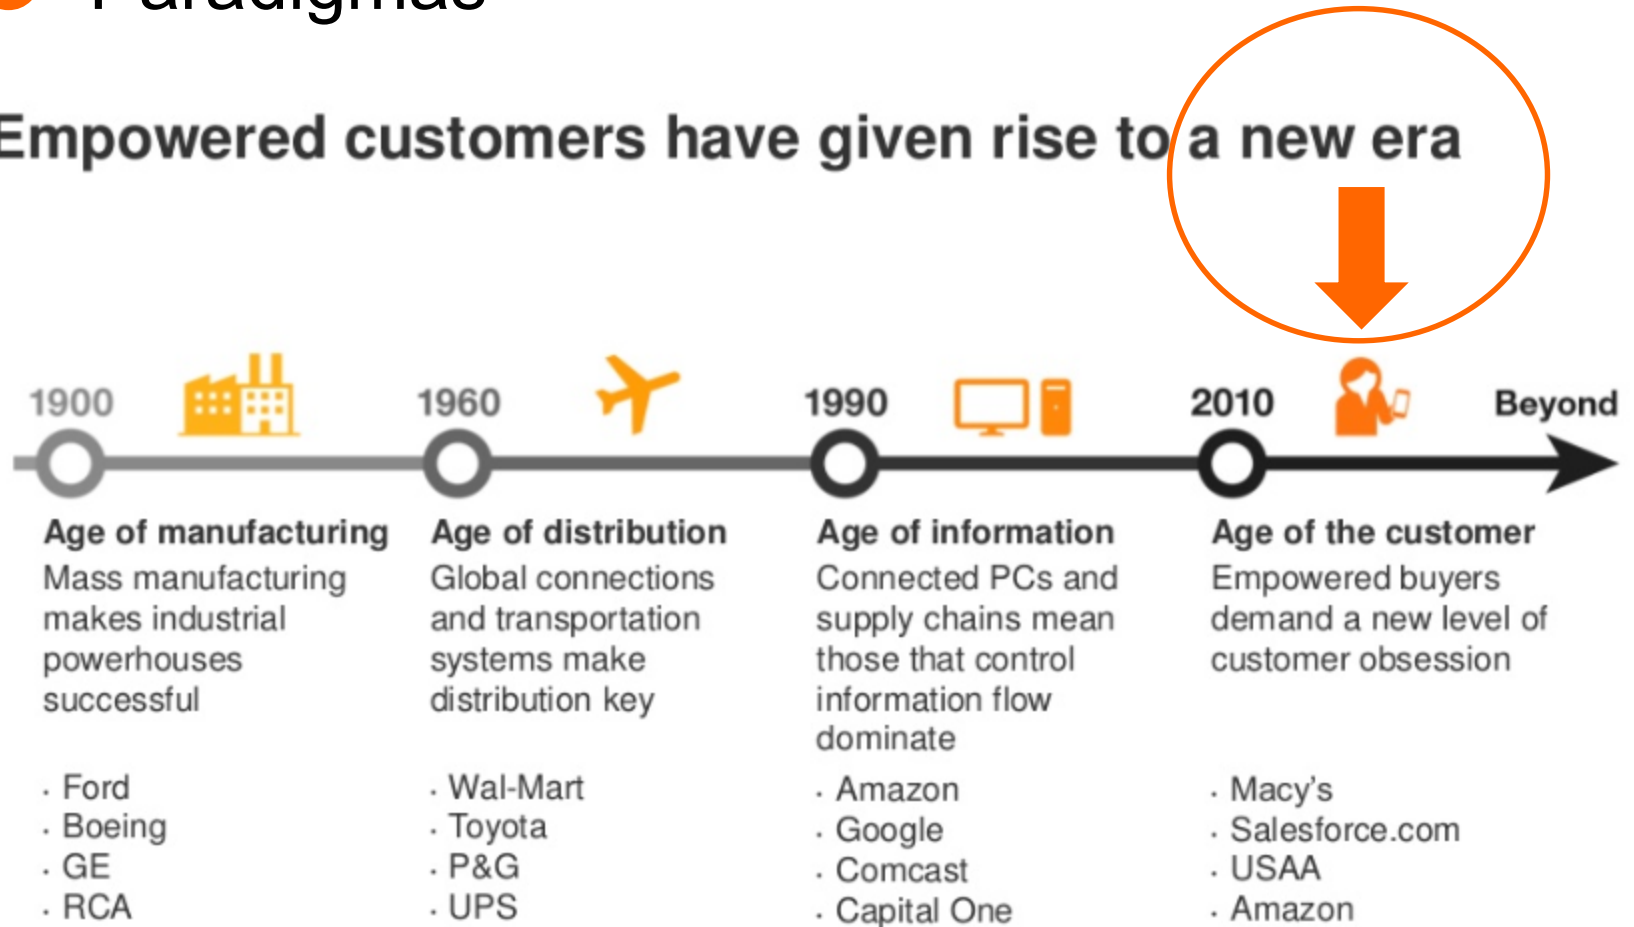 Paradigmas
Empowered customers have given rise to a new era
1900
1960
1990
2010
Beyond
Age of manufacturing
Mass manufacturing
makes industrial
powerhouses
successful
· Ford
· Boeing
· GE
· RCA
Age of distribution
Global connections
and transportation
systems make
distribution key
· Wal-Mart
· Toyota
· P&G
· UPS
Age of information
Connected PCs and
supply chains mean
those that control
information flow
dominate
· Amazon
· Google
· Comcast
· Capital One
Age of the customer
Empowered buyers
demand a new level of
customer obsession
· Macy's
· Salesforce.com
· USAA
· Amazon